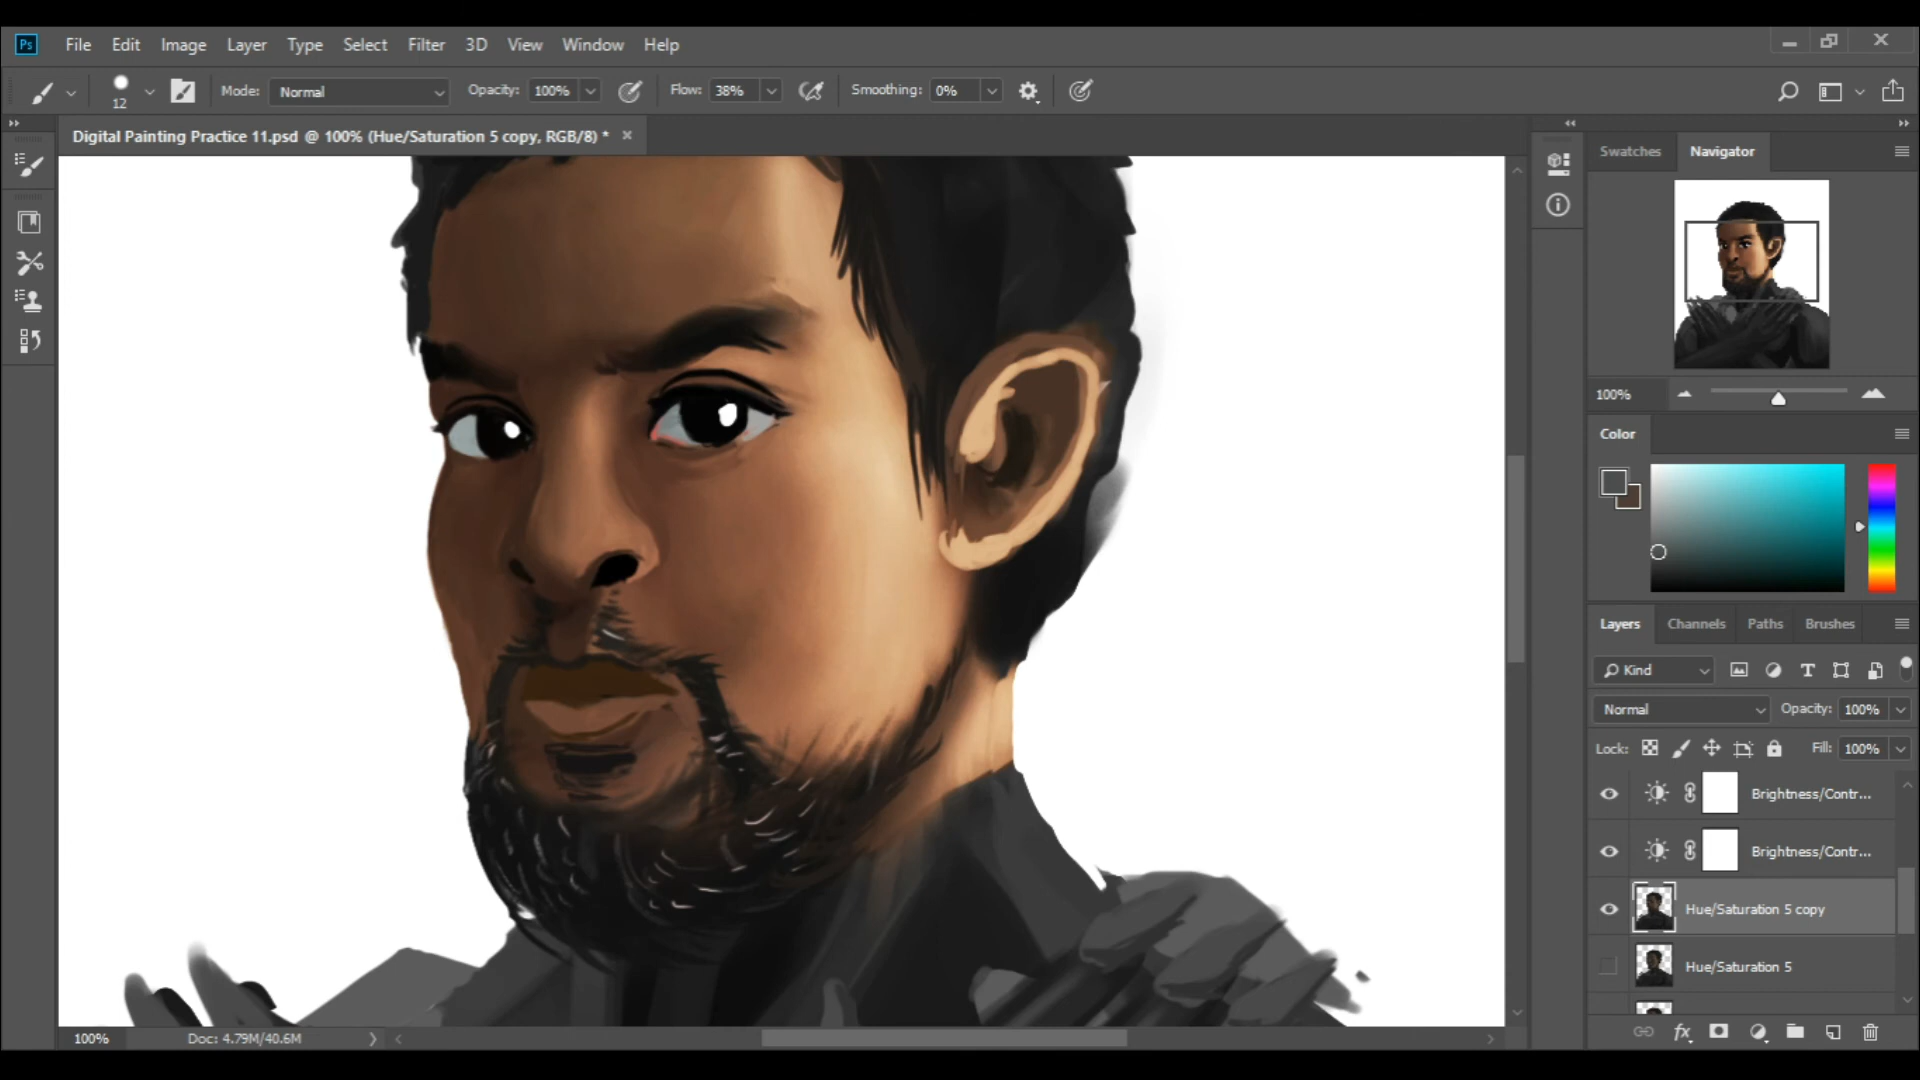 Ps File Edit Image Layer Type Select Filter 3D View Window Help
12 Mode: Normal Opacity: 100% Flow: 38% Smoothing: 0%
Digital Painting Practice 11.psd @ 100% (Hue/Saturation 5 copy, RGB/8) *
Swatches Navigator
100%
Color
Layers Channels Paths Brushes
Kind
Normal Opacity: 100%
Lock: Fill: 100%
Brightness/Contr...
Brightness/Contr...
Hue/Saturation 5 copy
Hue/Saturation 5
100% Doc: 4.79M/40.6M
fx